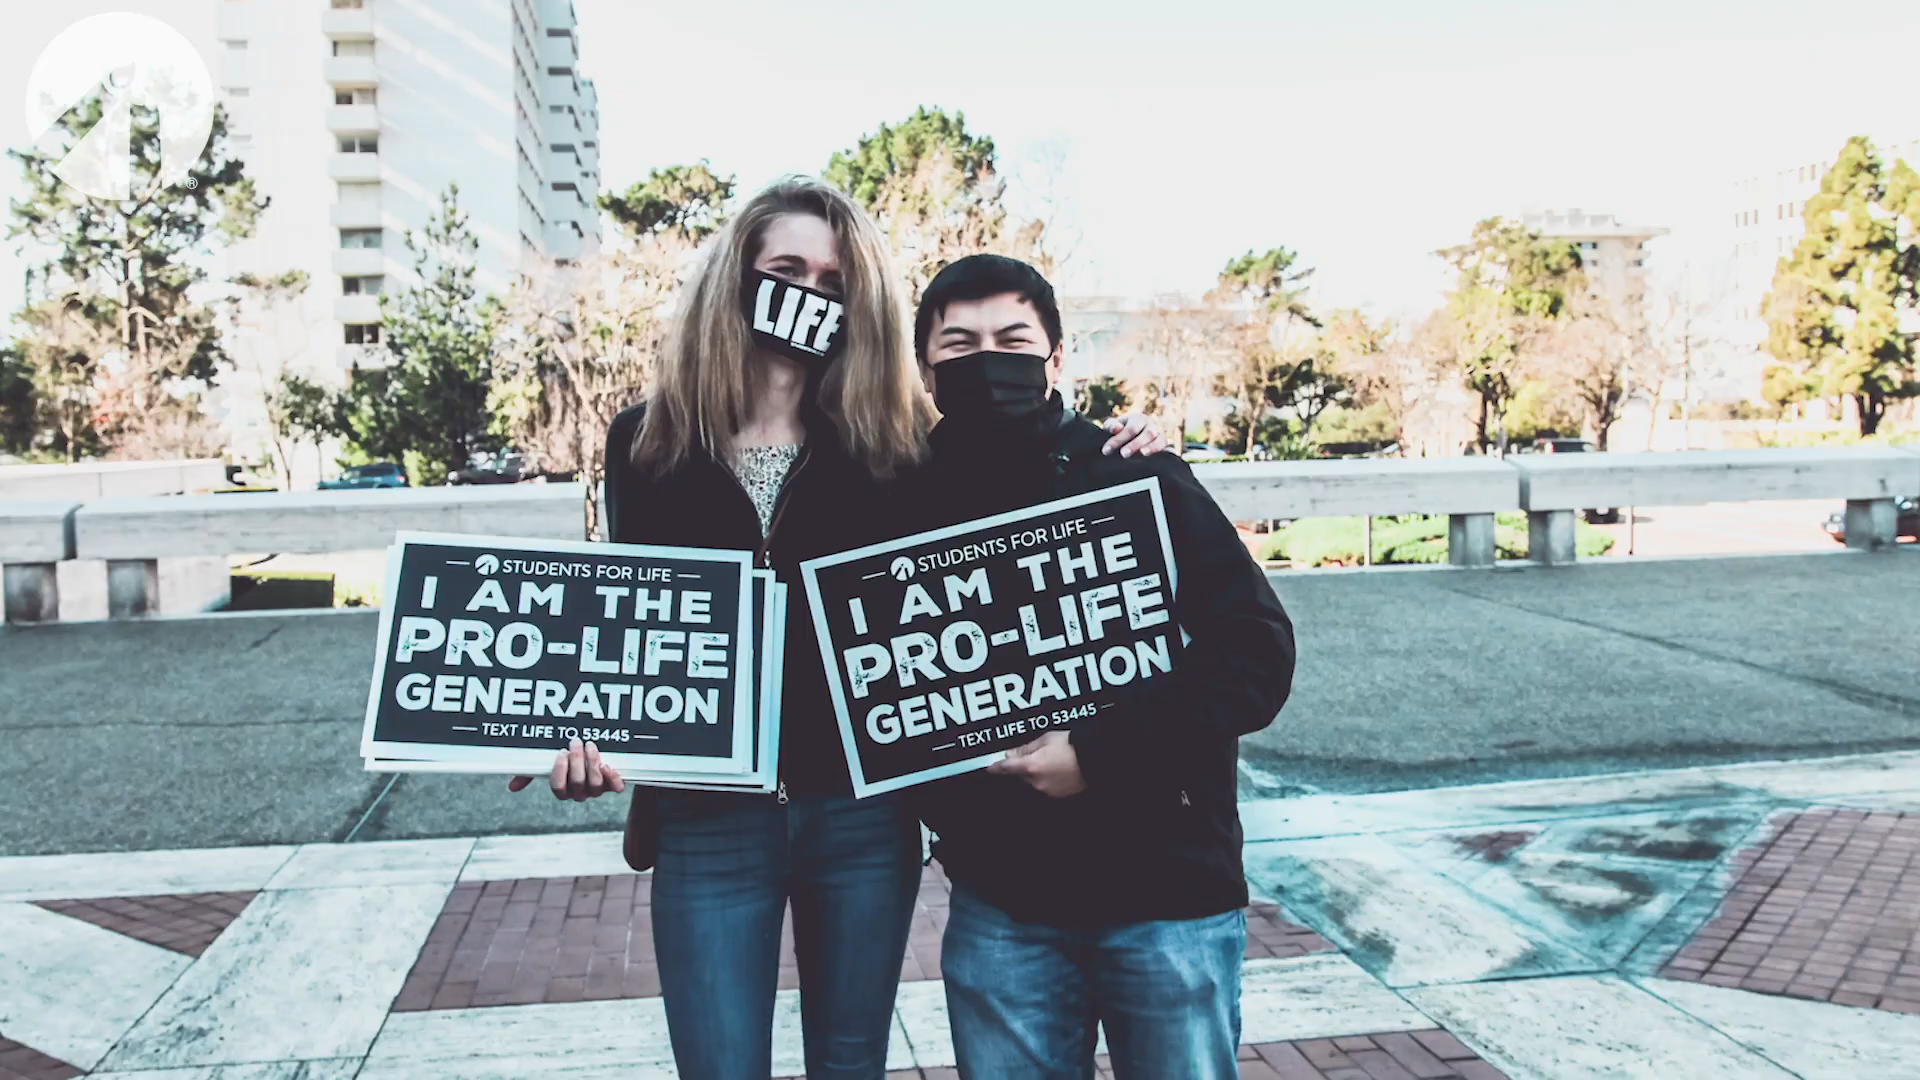 LIFE
STUDENTS FOR LIFE
I AM THE
PRO-LIFE
GENERATION
TEXT LIFE TO 53445
STUDENTS FOR LIFE
I AM THE
PRO-LIFE
GENERATION
TEXT LIFE TO 53445
®